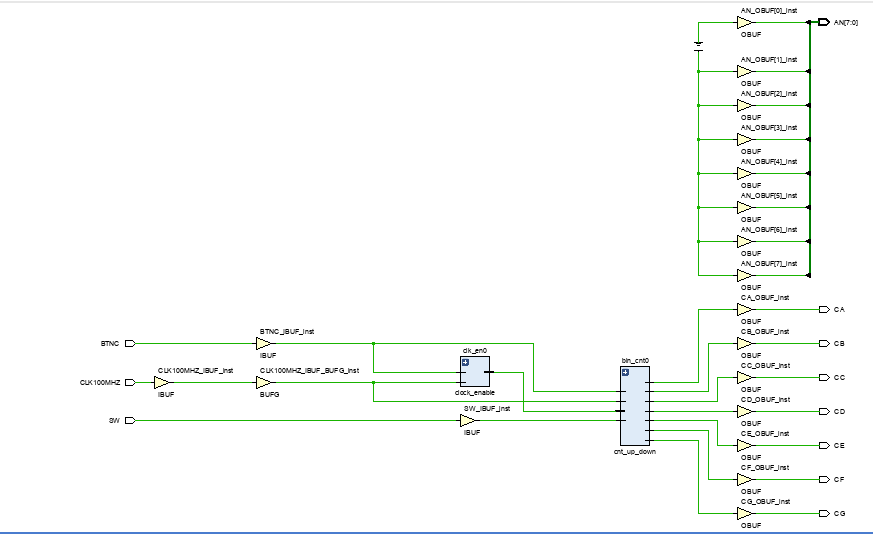 AN_OBUF[0]_inst
AN[7:0]
OBUF
AN_OBUF[1]_inst
OBUF
AN_OBUF[2]_inst
OBUF
AN_OBUF[3]_inst
OBUF
AN_OBUF[4]_inst
OBUF
AN_OBUF[5]_inst
OBUF
AN_OBUF[6]_inst
OBUF
AN_OBUF[7]_inst
OBUF
CA_OBUF_inst
CA
OBUF
BTNC_IBUF_inst
BTNC
IBUF
CB_OBUF_inst
CB
OBUF
clk_en0
clock_enable
CLK100MHZ_IBUF_inst
CLK100MHZ_IBUF_BUFG_inst
CLK100MHZ
IBUF
BUFG
bin_cnt0
cnt_up_down
CC_OBUF_inst
CC
OBUF
SW_IBUF_inst
SW
IBUF
CD_OBUF_inst
CD
OBUF
CE_OBUF_inst
CE
OBUF
CF_OBUF_inst
CF
OBUF
CG_OBUF_inst
CG
OBUF